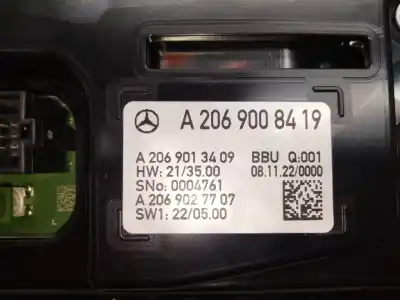 A 206 900 84 19
A 206 901 34 09 BBU Q:001
HW: 21/35.00 08.11.22/0000
SNo: 0004761
A 206 902 77 07
SW1: 22/05.00